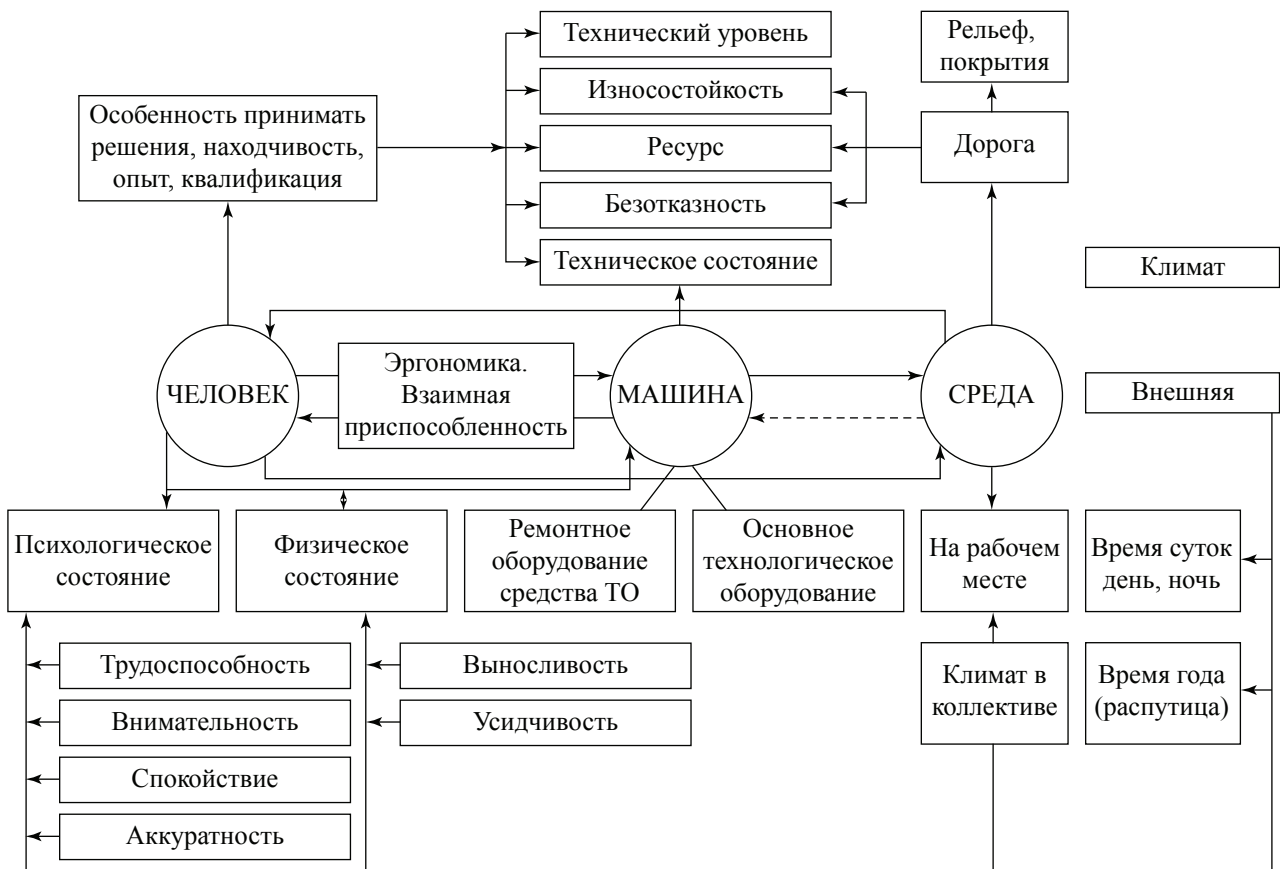 Технический уровень
Рельеф,
покрытия
Износостойкость
Особенность принимать
решения, находчивость,
опыт, квалификация
Ресурс
Дорога
Безотказность
Техническое состояние
Климат
ЧЕЛОВЕК
Эргономика.
Взаимная
приспособленность
МАШИНА
СРЕДА
Внешняя
Психологическое
состояние
Физическое
состояние
Ремонтное
оборудование
средства ТО
Основное
технологическое
оборудование
На рабочем
месте
Время суток
день, ночь
Трудоспособность
Выносливость
Климат в
коллективе
Время года
(распутица)
Внимательность
Усидчивость
Спокойствие
Аккуратность